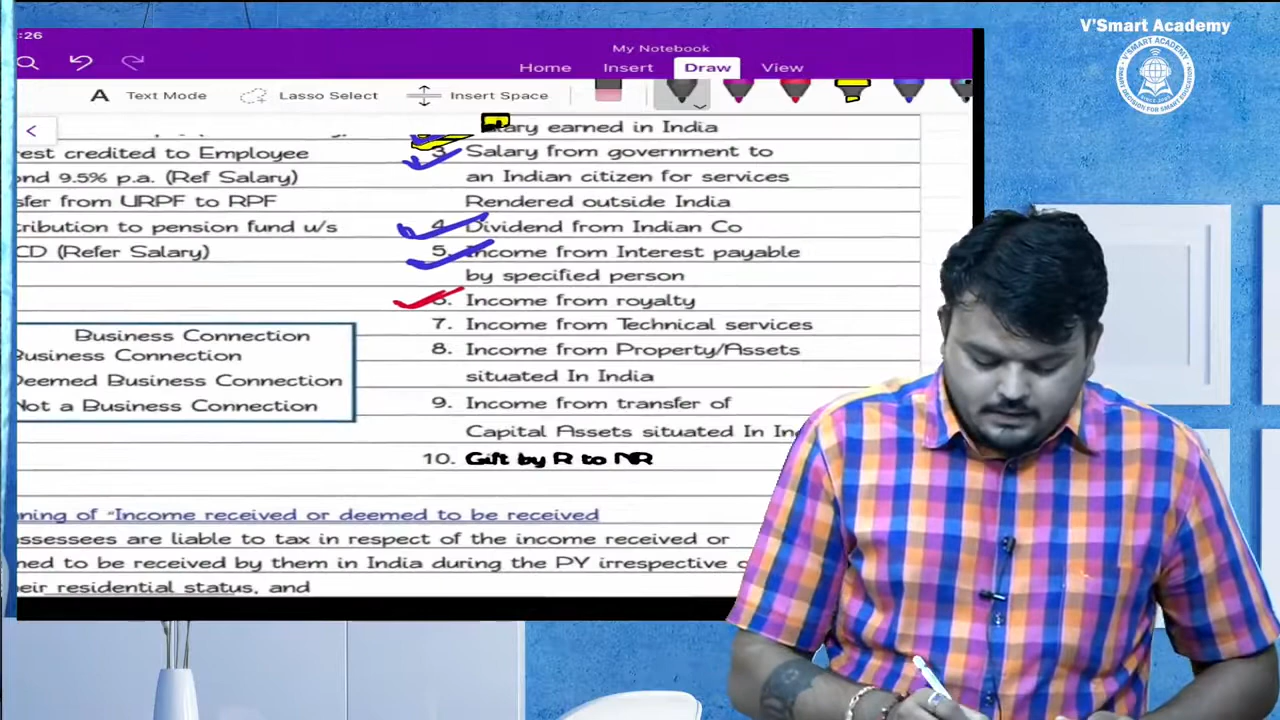 V'Smart Academy
:26
My Notebook
Home Insert Draw View
Text Mode Lasso Select Insert Space
earned in India
rest credited to Employee
3. Salary from government to
ond 9.5% p.a. (Ref Salary)
an Indian citizen for services
sfer from URPF to RPF
Rendered outside India
tribution to pension fund u/s
4. Dividend from Indian Co
CD (Refer Salary)
5. Income from Interest payable
by specified person
6. Income from royalty
Business Connection
7. Income from Technical services
Business Connection
8. Income from Property/Assets
Deemed Business Connection
situated In India
Not a Business Connection
9. Income from transfer of
Capital Assets situated In In
10. Gift by R to NR
ning of "Income received or deemed to be received
assessees are liable to tax in respect of the income received or
med to be received by them in India during the PY irrespective
eir residential status, and